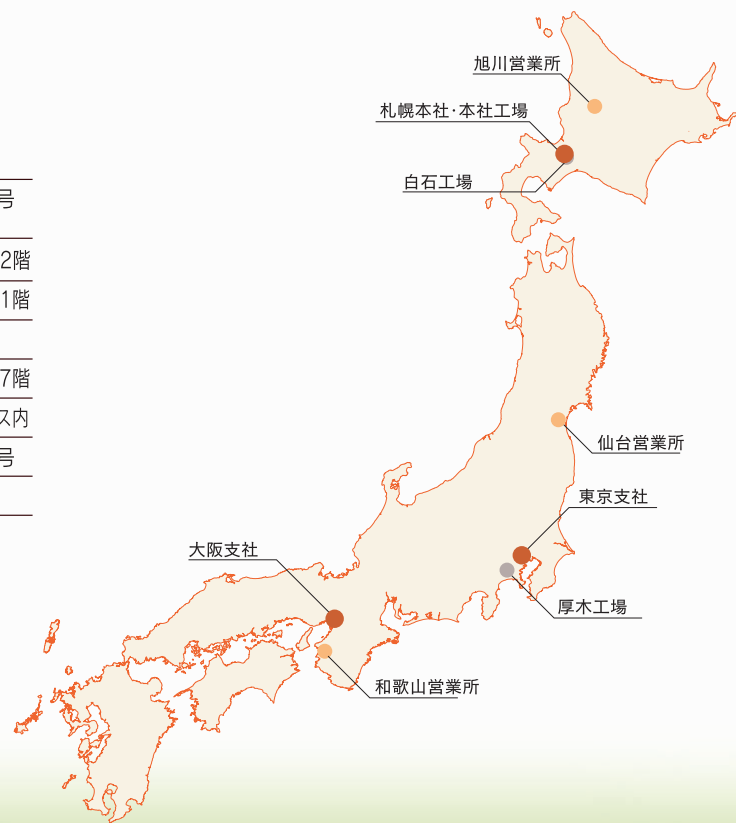 号
2階
1階
7階
ス内
号
旭川営業所
札幌本社･本社工場
白石工場
仙台営業所
東京支社
大阪支社
厚木工場
和歌山営業所